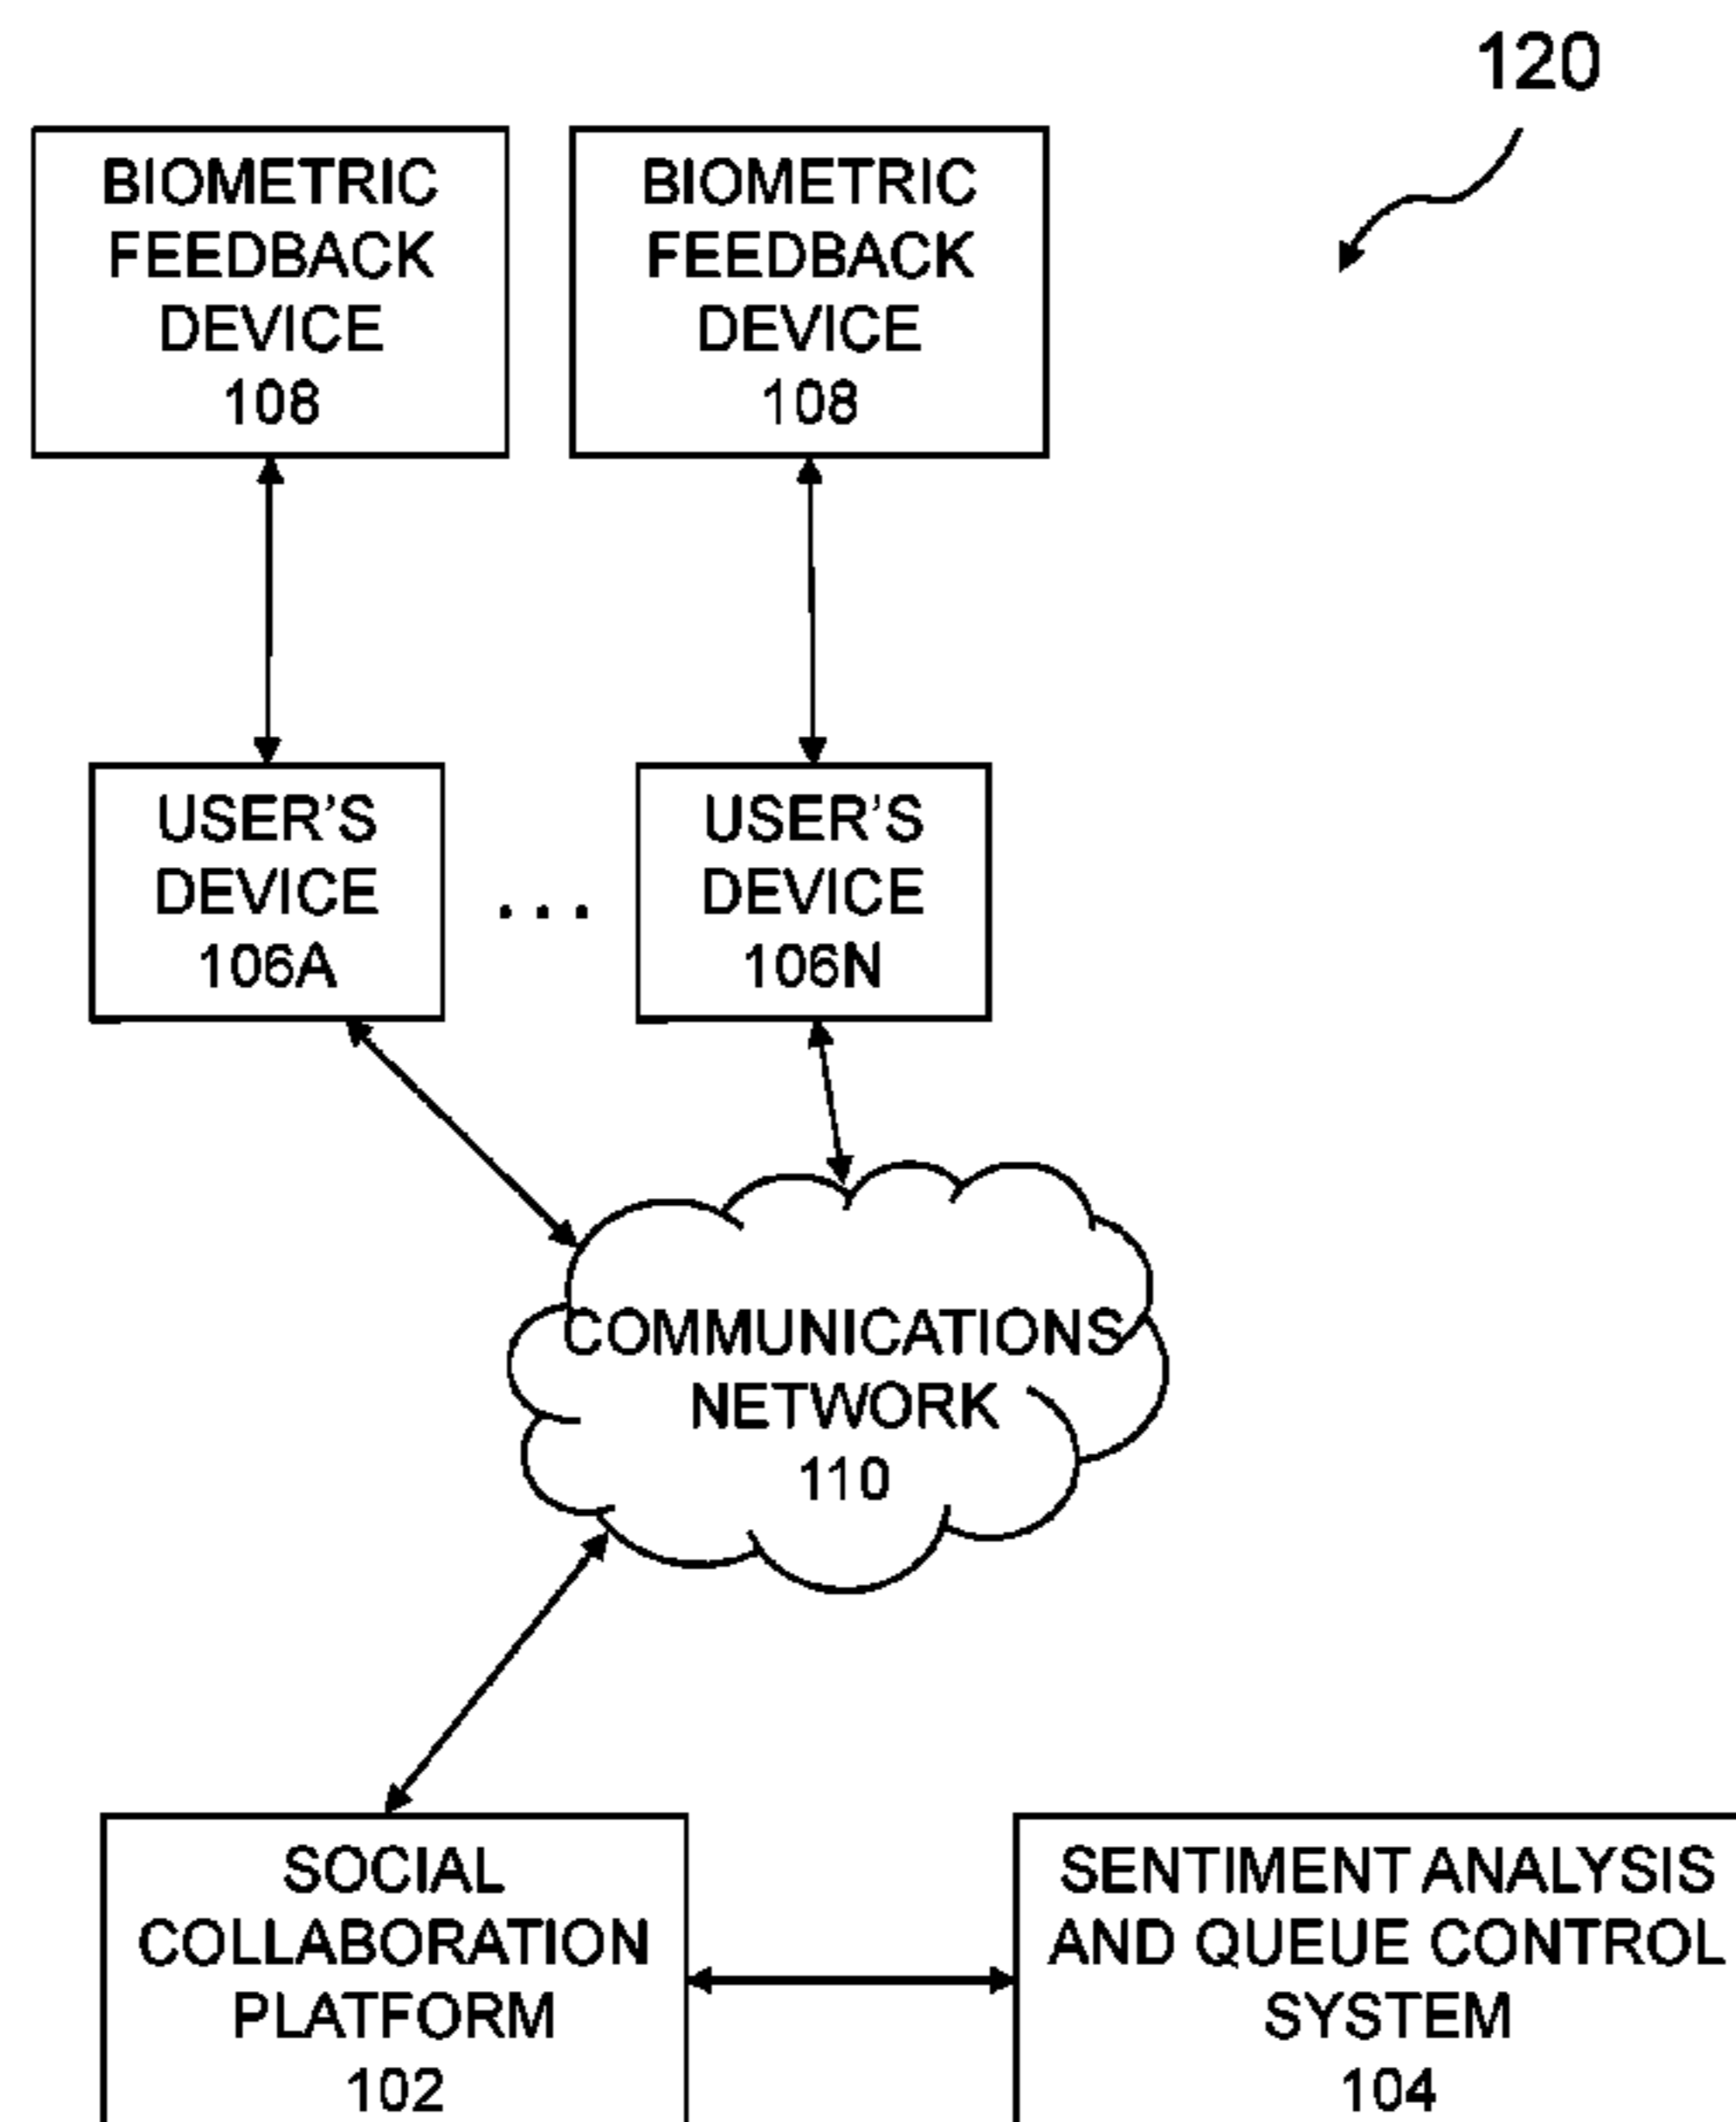 120
BIOMETRIC
FEEDBACK
DEVICE
108
BIOMETRIC
FEEDBACK
DEVICE
108
USER'S
DEVICE
106A
...
USER'S
DEVICE
106N
COMMUNICATIONS
NETWORK
110
SOCIAL
COLLABORATION
PLATFORM
102
SENTIMENT ANALYSIS
AND QUEUE CONTROL
SYSTEM
104